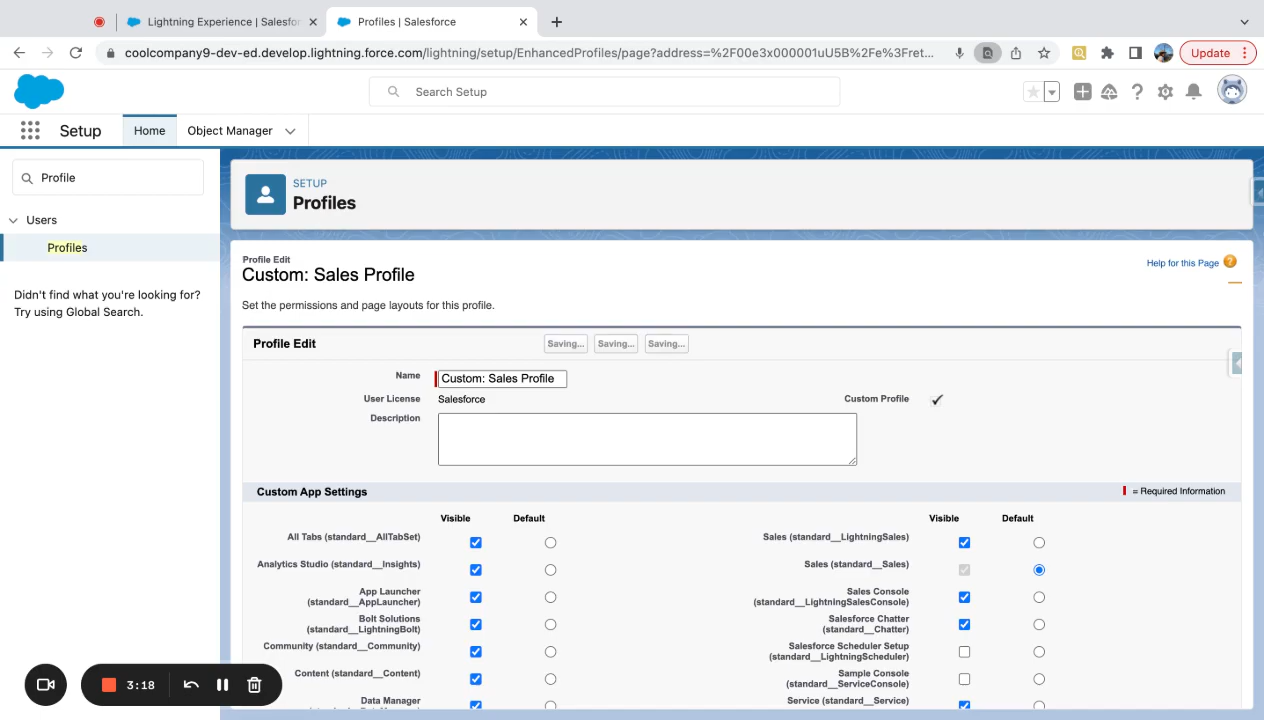 Lightning Experience | Salesfor
Profiles | Salesforce
coolcompany9-dev-ed.develop.lightning.force.com/lightning/setup/EnhancedProfiles/page?address=%2F00e3x000001uU5B%2Fe%3Fret...
Update
Search Setup
Setup
Home
Object Manager
Profile
Users
Profiles
Didn't find what you're looking for?
Try using Global Search.
SETUP
Profiles
Profile Edit
Custom: Sales Profile
Help for this Page ?
Set the permissions and page layouts for this profile.
Profile Edit
Saving... Saving... Saving...
Name Custom: Sales Profile
User License Salesforce Custom Profile
Description
Custom App Settings
= Required Information
Visible Default Visible Default
All Tabs (standard__AllTabSet)
Sales (standard__LightningSales)
Analytics Studio (standard__Insights)
Sales (standard__Sales)
App Launcher
(standard__AppLauncher)
Sales Console
(standard__LightningSalesConsole)
Bolt Solutions
(standard__LightningBolt)
Salesforce Chatter
(standard__Chatter)
Community (standard__Community)
Salesforce Scheduler Setup
(standard__LightningScheduler)
Content (standard__Content)
Sample Console
(standard__ServiceConsole)
Data Manager
Service (standard__Service)
3:18